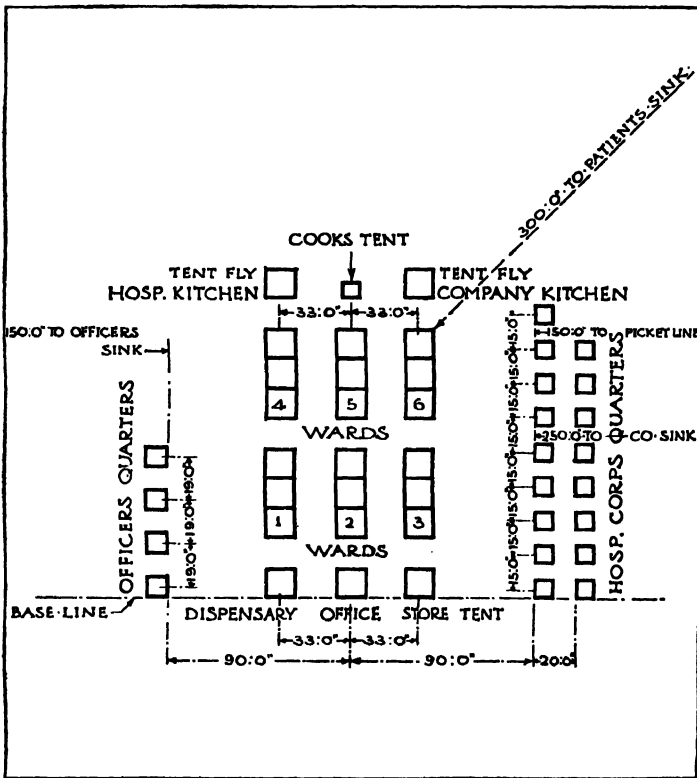 300:0" TO PATIENTS SINK.
COOKS TENT
TENT FLY
HOSP. KITCHEN
TENT FLY
COMPANY KITCHEN
33:0" 33:0"
150:0" TO OFFICERS
SINK
150:0" TO PICKET LINE
4 5 6
WARDS
250:0" TO CO. SINK
OFFICERS QUARTERS
19:0" 19:0" 19:0"
1 2 3
WARDS
15:0" 15:0" 15:0" 15:0" 15:0" 15:0" 15:0" 15:0"
HOSP. CORPS QUARTERS
BASE LINE
DISPENSARY OFFICE STORE TENT
33:0" 33:0"
90:0" 90:0" 20:0"